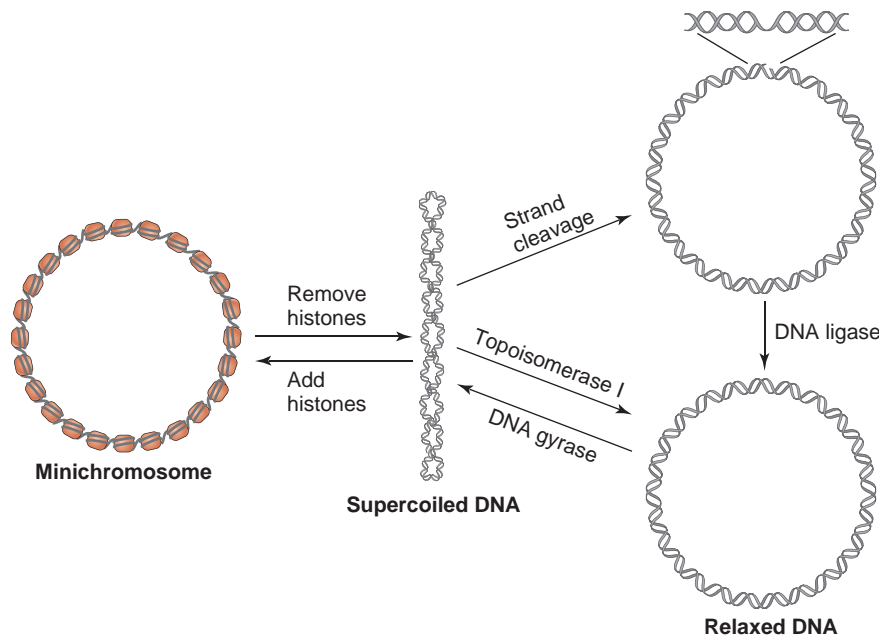 Strand
cleavage
Remove
histones
Add
histones
Topoisomerase I
DNA gyrase
DNA ligase
Minichromosome
Supercoiled DNA
Relaxed DNA